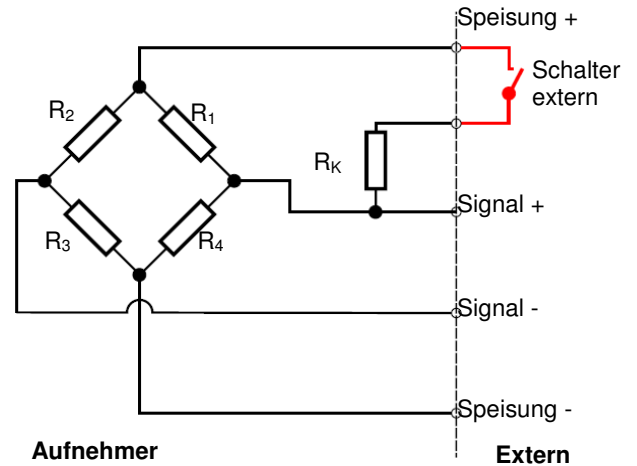 Speisung +
Schalter
extern
R2
R1
RK
Signal +
R3
R4
Signal -
Speisung -
Aufnehmer
Extern